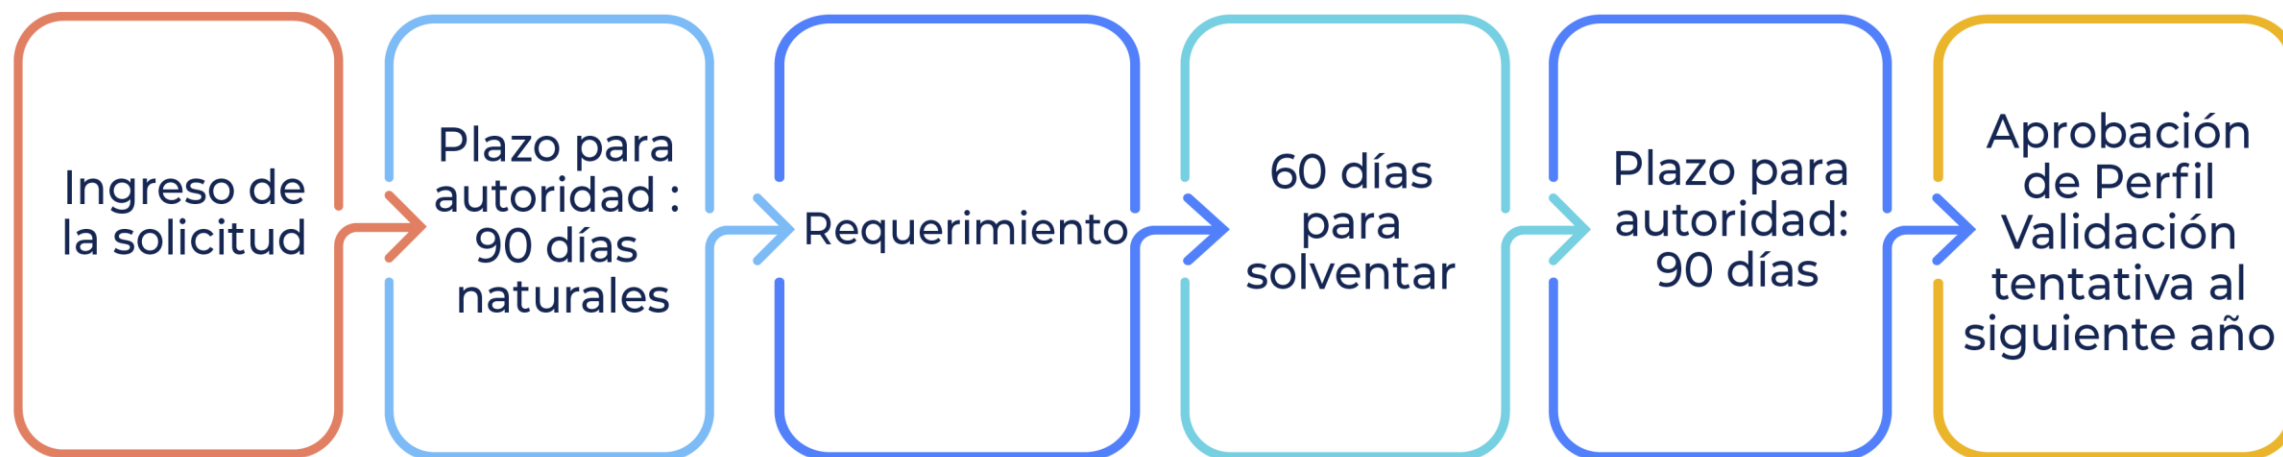 Ingreso de
la solicitud
Plazo para
autoridad :
90 días
naturales
Requerimiento
60 días
para
solventar
Plazo para
autoridad:
90 días
Aprobación
de Perfil
Validación
tentativa al
siguiente año